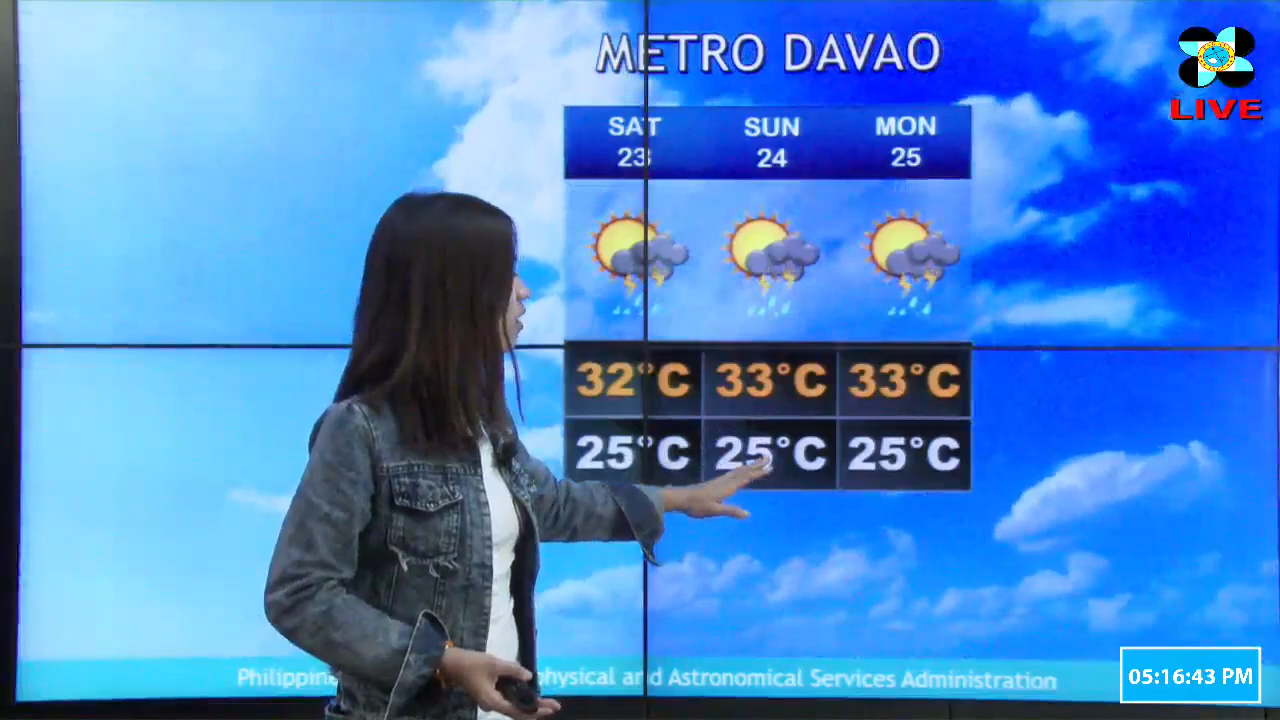 METRO DAVAO
LIVE
SAT SUN MON
23 24 25
32°C 33°C 33°C
25°C 25°C 25°C
Philippine physical and Astronomical Services Administration
05:16:43 PM